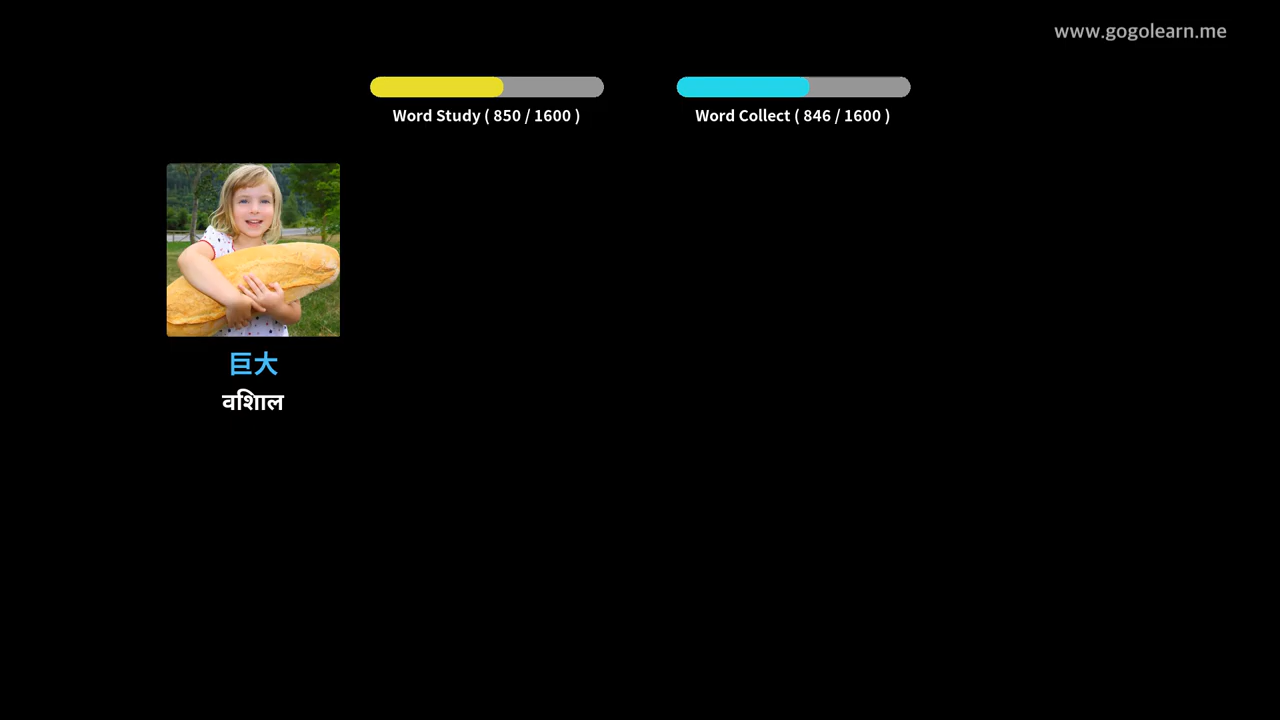 www.gogolearn.me
Word Study ( 850 / 1600 )
Word Collect ( 846 / 1600 )
巨大
वशिाल